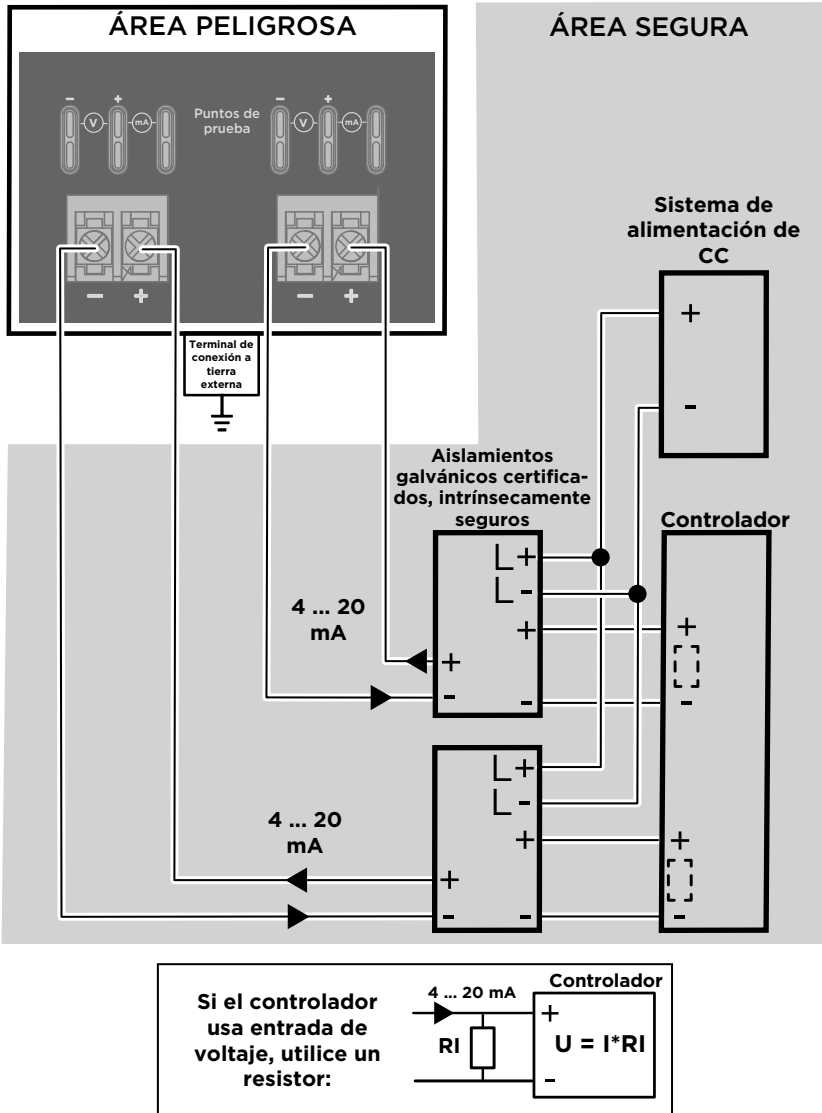 ÁREA PELIGROSA
ÁREA SEGURA
- +
V mA
Puntos de
prueba
- +
V mA
- +
- +
Terminal de
conexión a
tierra
externa
Sistema de
alimentación de
CC
+
-
Aislamientos
galvánicos certifica-
dos, intrínsecamente
seguros
Controlador
L+
L-
+
+
-
-
4 ... 20
mA
+
-
L+
L-
+
+
-
-
4 ... 20
mA
+
-
Si el controlador
usa entrada de
voltaje, utilice un
resistor:
4 ... 20 mA
RI
Controlador
+
U = I*RI
-